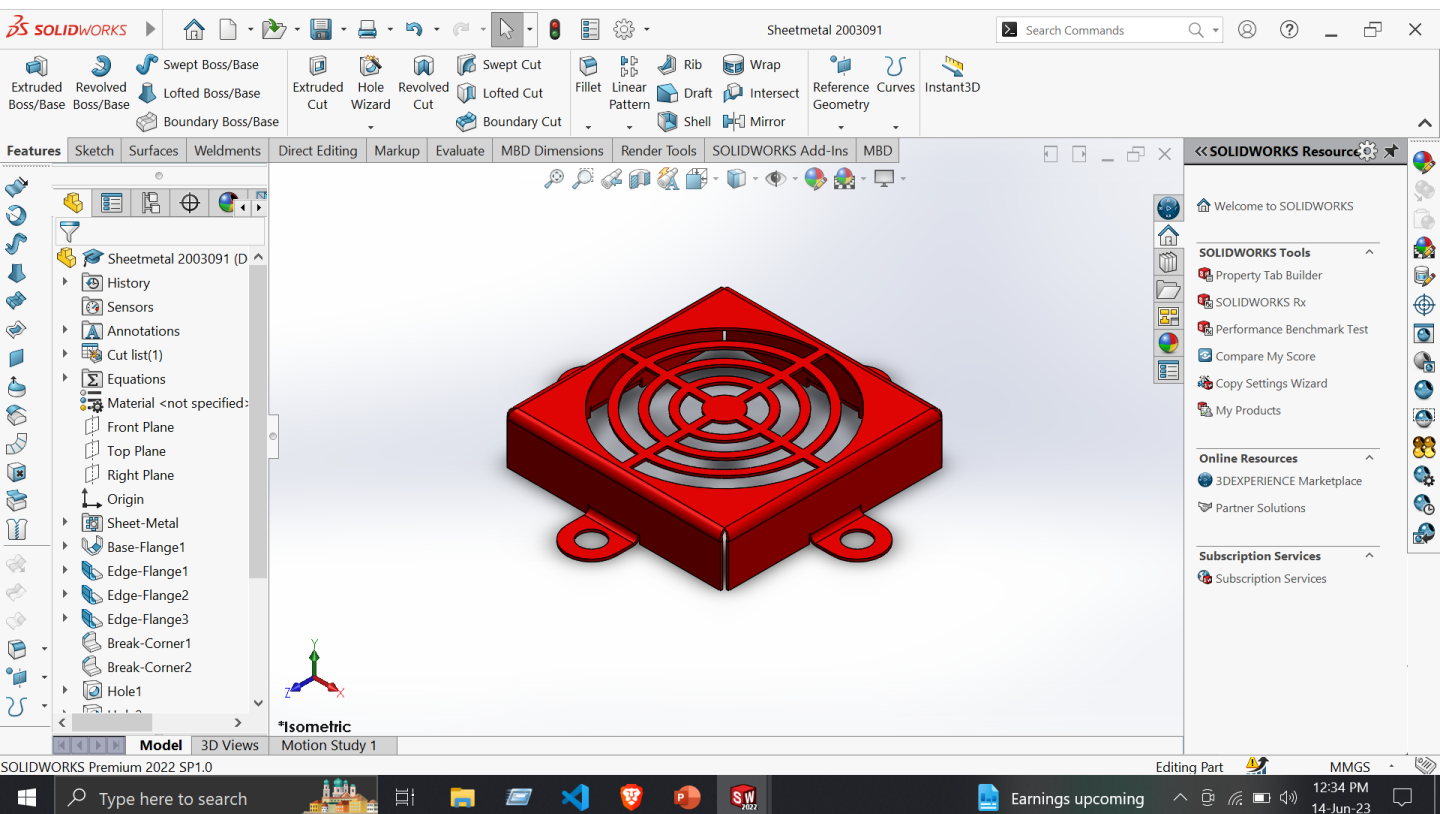 SOLIDWORKS
Sheetmetal 2003091
Search Commands
Extruded Boss/Base
Revolved Boss/Base
Swept Boss/Base
Lofted Boss/Base
Boundary Boss/Base
Extruded Cut
Hole Wizard
Revolved Cut
Swept Cut
Lofted Cut
Boundary Cut
Fillet
Linear Pattern
Rib
Draft
Shell
Wrap
Intersect
Mirror
Reference Geometry
Curves
Instant3D
Features
Sketch
Surfaces
Weldments
Direct Editing
Markup
Evaluate
MBD Dimensions
Render Tools
SOLIDWORKS Add-Ins
MBD
Sheetmetal 2003091 (D
History
Sensors
Annotations
Cut list(1)
Equations
Material <not specified>
Front Plane
Top Plane
Right Plane
Origin
Sheet-Metal
Base-Flange1
Edge-Flange1
Edge-Flange2
Edge-Flange3
Break-Corner1
Break-Corner2
Hole1
Y
Z
X
*Isometric
SOLIDWORKS Resource
Welcome to SOLIDWORKS
SOLIDWORKS Tools
Property Tab Builder
SOLIDWORKS Rx
Performance Benchmark Test
Compare My Score
Copy Settings Wizard
My Products
Online Resources
3DEXPERIENCE Marketplace
Partner Solutions
Subscription Services
Subscription Services
Model
3D Views
Motion Study 1
SOLIDWORKS Premium 2022 SP1.0
Editing Part
MMGS
Type here to search
SW
2022
Earnings upcoming
12:34 PM
14-Jun-23